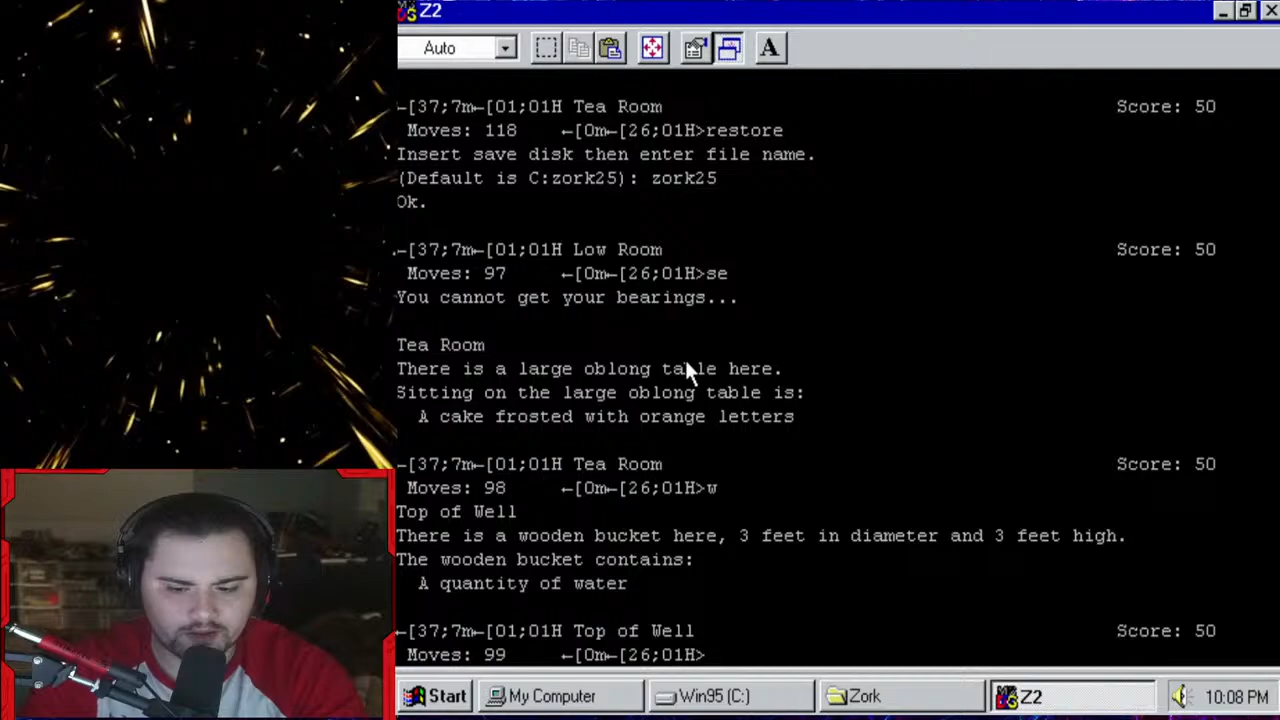 Z2
Auto
A
←[37;7m←[01;01H Tea Room Score: 50
Moves: 118 ←[0m←[26;01H>restore
Insert save disk then enter file name.
(Default is C:zork25): zork25
Ok.
←[37;7m←[01;01H Low Room Score: 50
Moves: 97 ←[0m←[26;01H>se
You cannot get your bearings...
Tea Room
There is a large oblong table here.
Sitting on the large oblong table is:
A cake frosted with orange letters
←[37;7m←[01;01H Tea Room Score: 50
Moves: 98 ←[0m←[26;01H>w
Top of Well
There is a wooden bucket here, 3 feet in diameter and 3 feet high.
The wooden bucket contains:
A quantity of water
←[37;7m←[01;01H Top of Well Score: 50
Moves: 99 ←[0m←[26;01H>
Start My Computer Win95 (C:) Zork Z2 10:08 PM